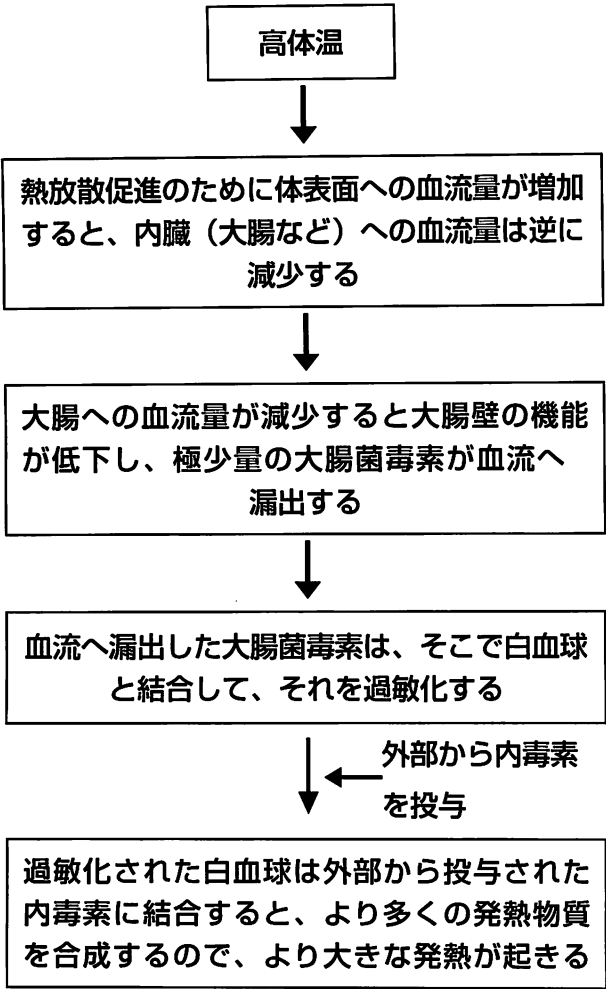 高体温
熱放散促進のために体表面への血流量が増加
すると、内臓（大腸など）への血流量は逆に
減少する
大腸への血流量が減少すると大腸壁の機能
が低下し、極少量の大腸菌毒素が血流へ
漏出する
血流へ漏出した大腸菌毒素は、そこで白血球
と結合して、それを過敏化する
外部から内毒素
を投与
過敏化された白血球は外部から投与された
内毒素に結合すると、より多くの発熱物質
を合成するので、より大きな発熱が起きる